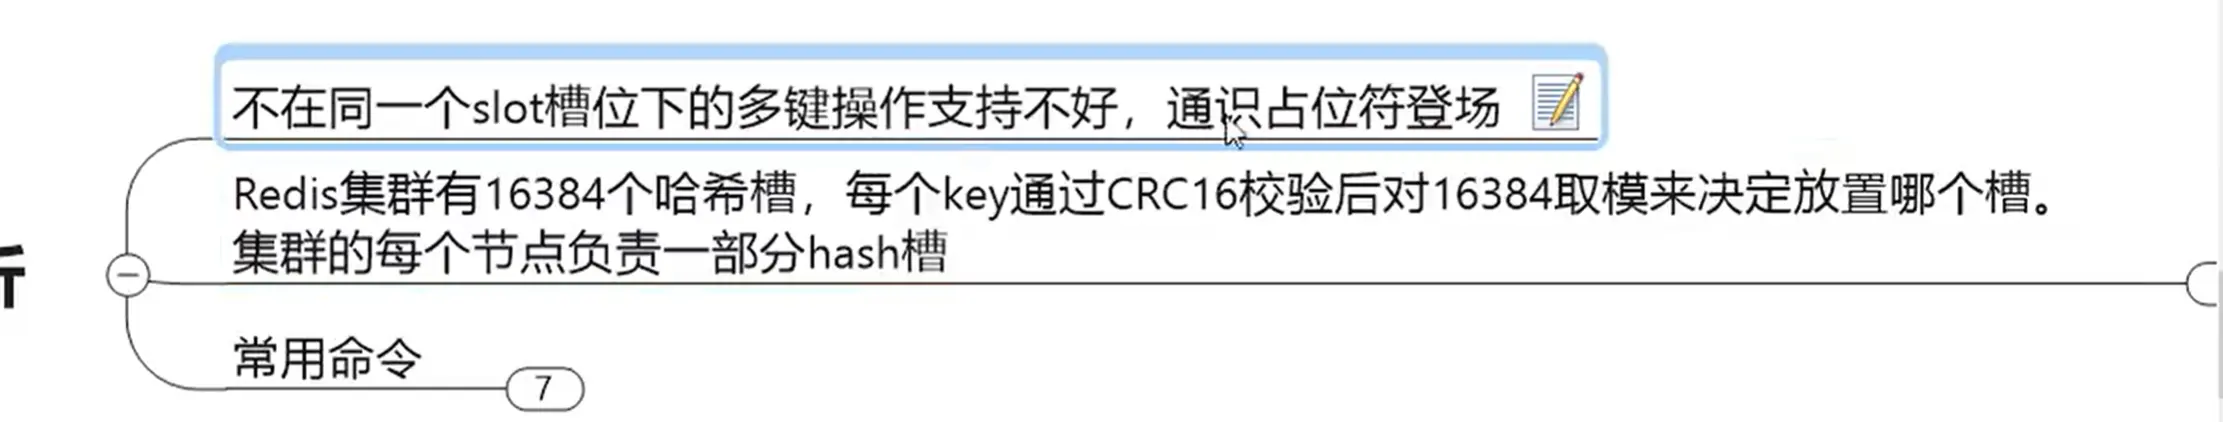 不在同一个slot槽位下的多键操作支持不好，通识占位符登场
Redis集群有16384个哈希槽，每个key通过CRC16校验后对16384取模来决定放置哪个槽。
集群的每个节点负责一部分hash槽
常用命令
7